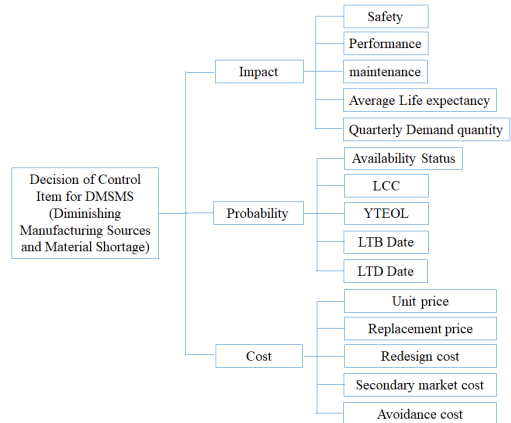 Decision of Control
Item for DMSMS
(Diminishing
Manufacturing Sources
and Material Shortage)
Impact
Safety
Performance
maintenance
Average Life expectancy
Quarterly Demand quantity
Probability
Availability Status
LCC
YTEOL
LTB Date
LTD Date
Cost
Unit price
Replacement price
Redesign cost
Secondary market cost
Avoidance cost